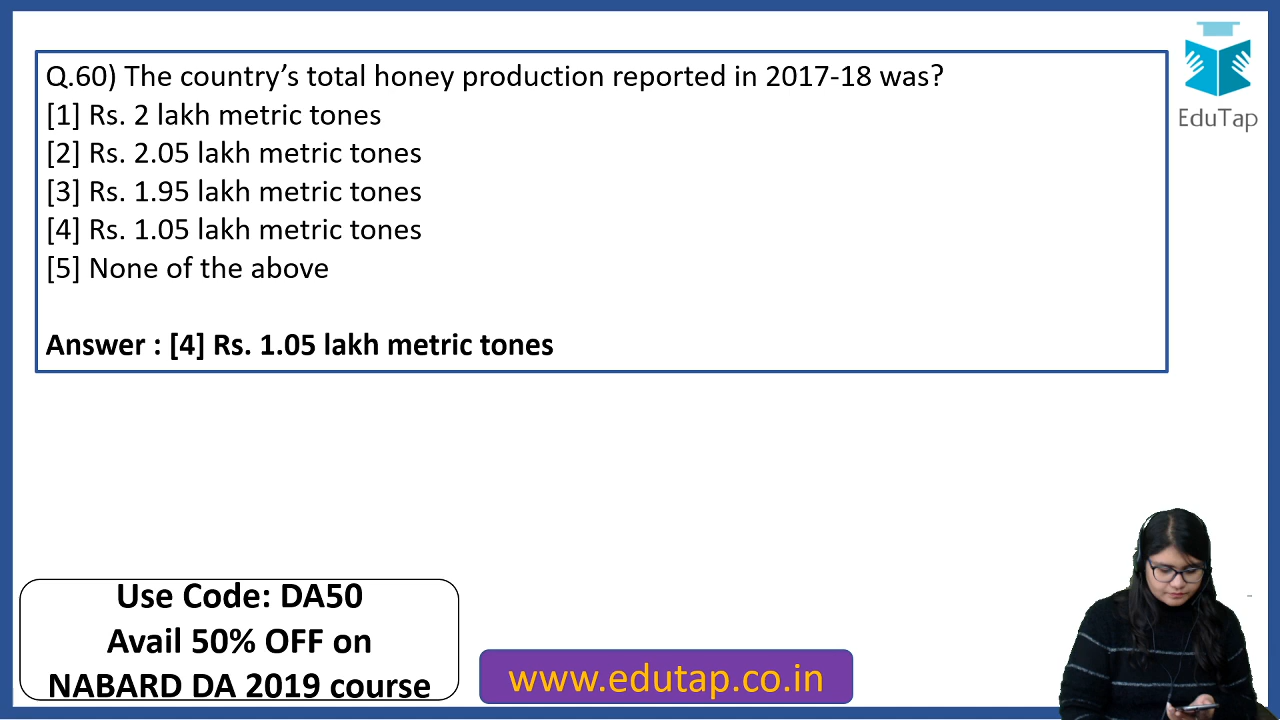 Q.60) The country’s total honey production reported in 2017-18 was?
[1] Rs. 2 lakh metric tones
[2] Rs. 2.05 lakh metric tones
[3] Rs. 1.95 lakh metric tones
[4] Rs. 1.05 lakh metric tones
[5] None of the above
Answer : [4] Rs. 1.05 lakh metric tones
EduTap
Use Code: DA50
Avail 50% OFF on
NABARD DA 2019 course
www.edutap.co.in